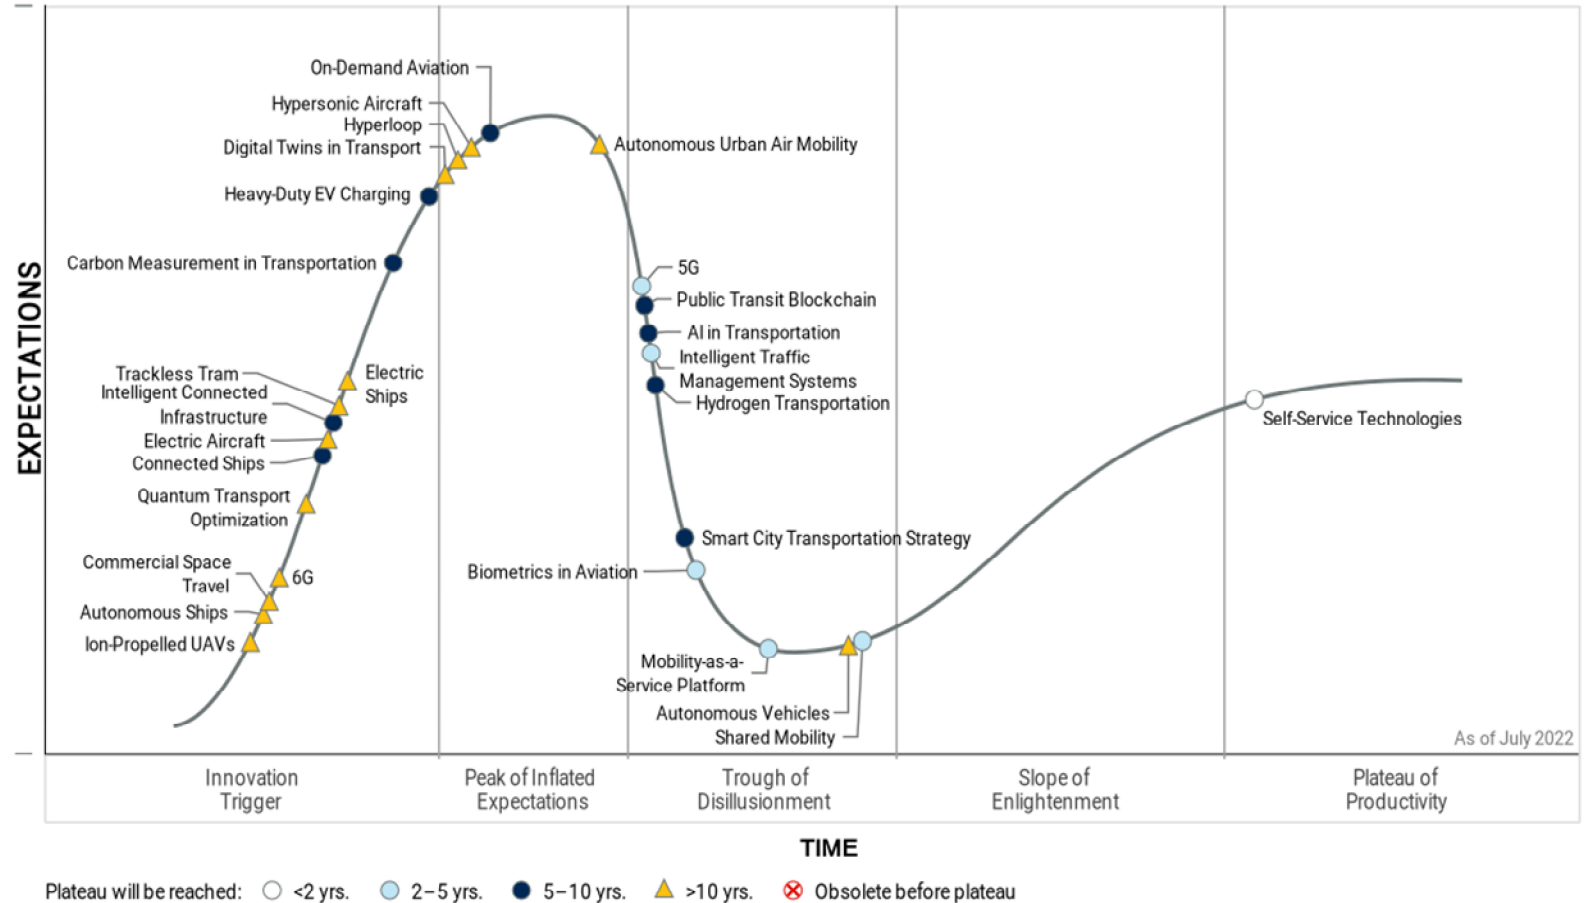 On-Demand Aviation
Hypersonic Aircraft
Hyperloop
Digital Twins in Transport
Autonomous Urban Air Mobility
Heavy-Duty EV Charging
Carbon Measurement in Transportation
5G
Public Transit Blockchain
AI in Transportation
Intelligent Traffic
Management Systems
Hydrogen Transportation
Trackless Tram
Electric
Ships
Intelligent Connected
Infrastructure
Electric Aircraft
Connected Ships
Quantum Transport
Optimization
Commercial Space
Travel
6G
Autonomous Ships
Ion-Propelled UAVs
Self-Service Technologies
Smart City Transportation Strategy
Biometrics in Aviation
Mobility-as-a-
Service Platform
Autonomous Vehicles
Shared Mobility
EXPECTATIONS
As of July 2022
Innovation
Trigger
Peak of Inflated
Expectations
Trough of
Disillusionment
Slope of
Enlightenment
Plateau of
Productivity
TIME
Plateau will be reached: <2 yrs. 2–5 yrs. 5–10 yrs. >10 yrs. Obsolete before plateau